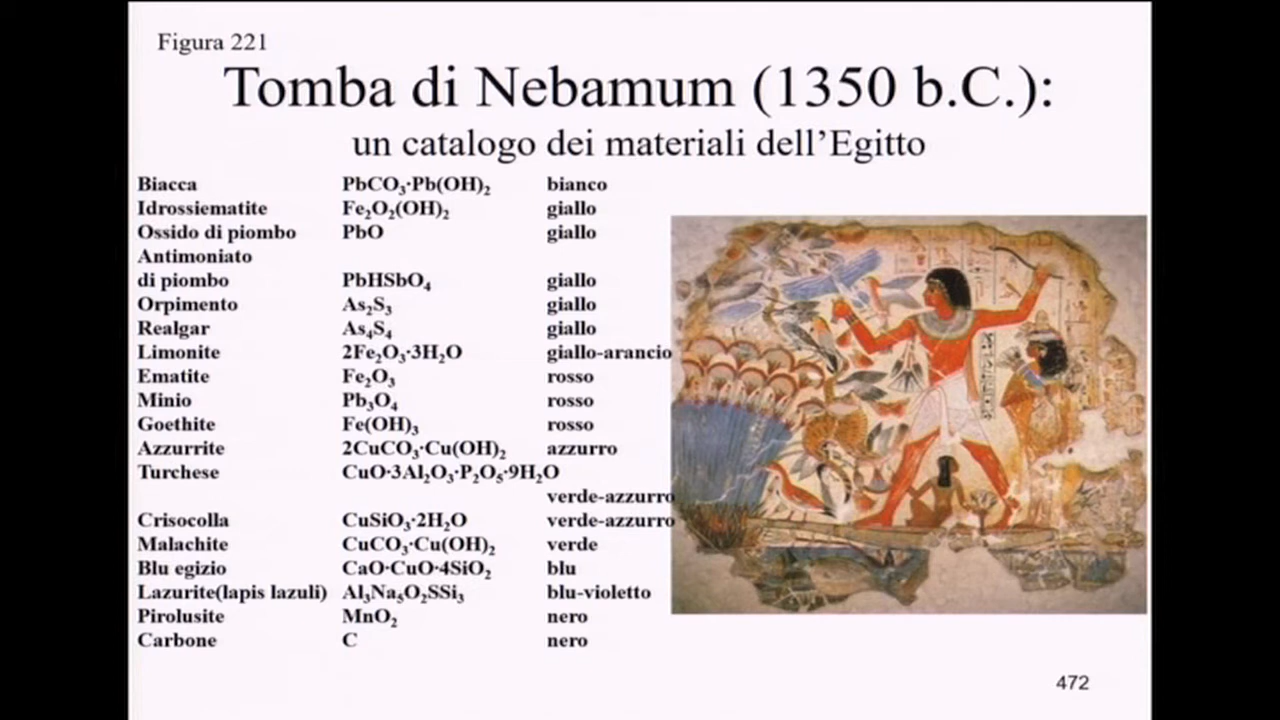 Figura 221
Tomba di Nebamum (1350 b.C.):
un catalogo dei materiali dell’Egitto
Biacca PbCO₃·Pb(OH)₂ bianco
Idrossiematite Fe₂O₂(OH)₂ giallo
Ossido di piombo PbO giallo
Antimoniato
di piombo PbHSbO₄ giallo
Orpimento As₂S₃ giallo
Realgar As₄S₄ giallo
Limonite 2Fe₂O₃·3H₂O giallo-arancio
Ematite Fe₂O₃ rosso
Minio Pb₃O₄ rosso
Goethite Fe(OH)₃ rosso
Azzurrite 2CuCO₃·Cu(OH)₂ azzurro
Turchese CuO·3Al₂O₃·P₂O₅·9H₂O
verde-azzurro
Crisocolla CuSiO₃·2H₂O verde-azzurro
Malachite CuCO₃·Cu(OH)₂ verde
Blu egizio CaO·CuO·4SiO₂ blu
Lazurite(lapis lazuli) Al₃Na₅O₂SSi₃ blu-violetto
Pirolusite MnO₂ nero
Carbone C nero
472